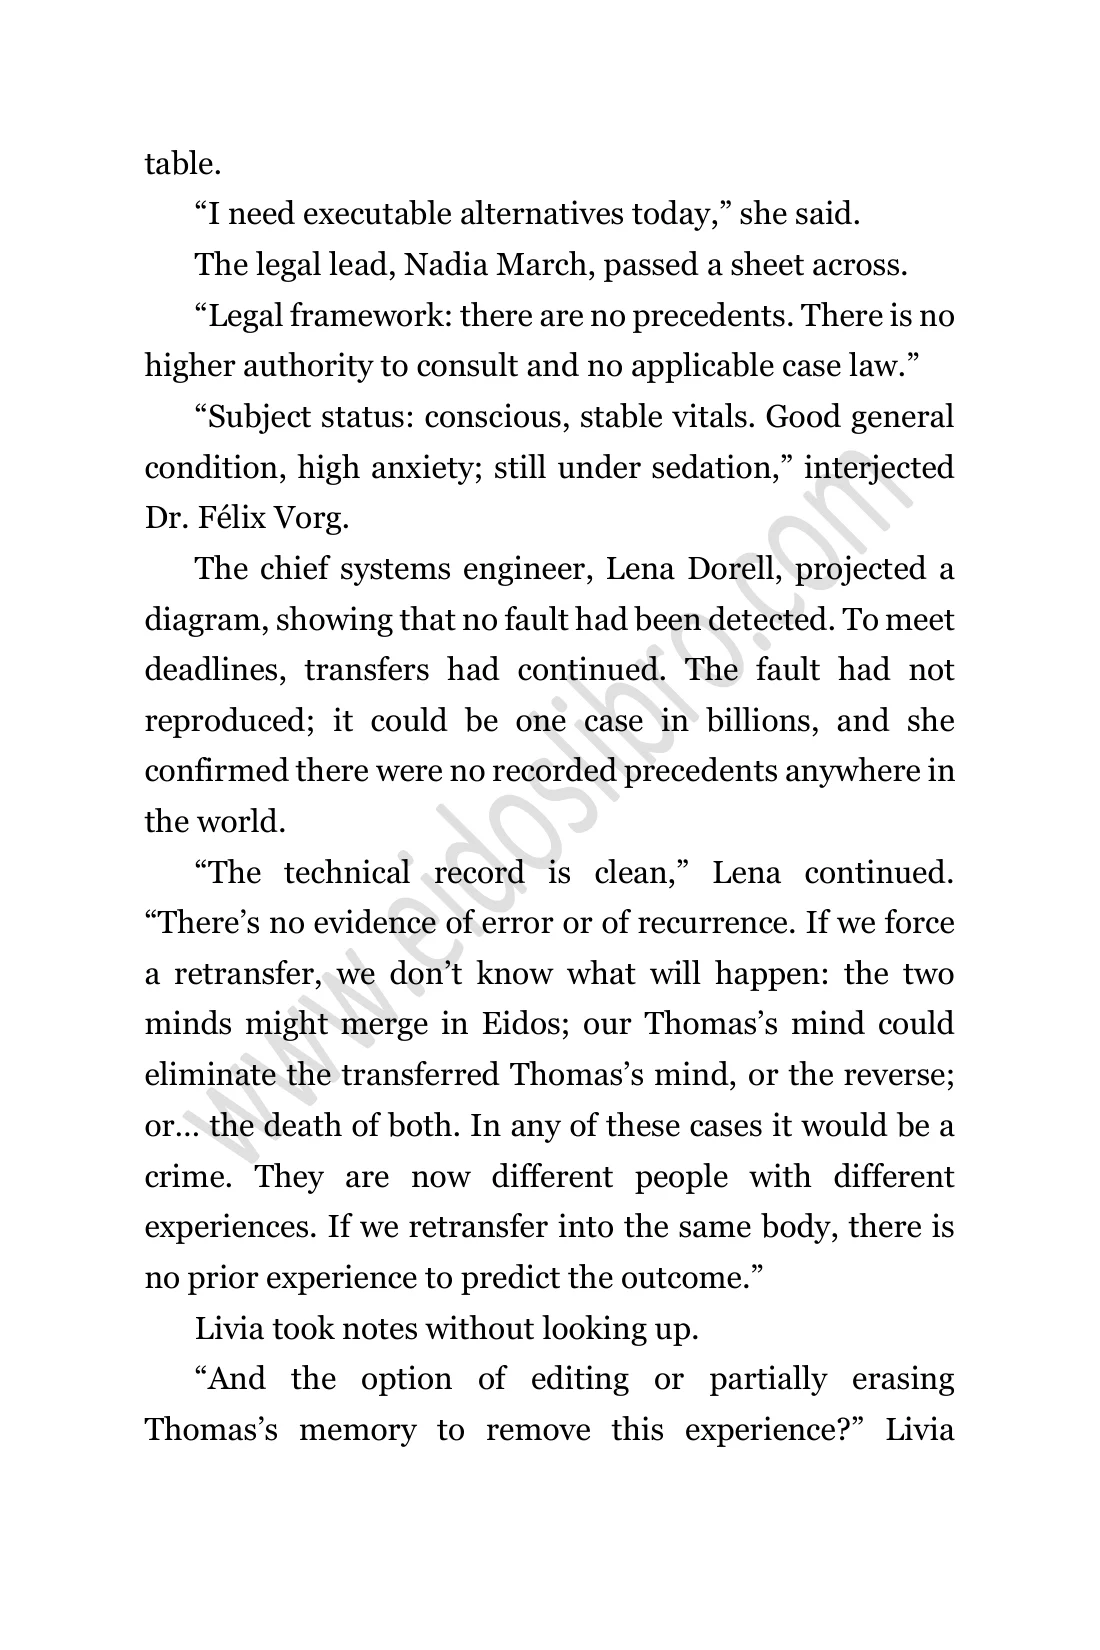 table.
“I need executable alternatives today,” she said.
The legal lead, Nadia March, passed a sheet across.
“Legal framework: there are no precedents. There is no
higher authority to consult and no applicable case law.”
“Subject status: conscious, stable vitals. Good general
condition, high anxiety; still under sedation,” interjected
Dr. Félix Vorg.
The chief systems engineer, Lena Dorell, projected a
diagram, showing that no fault had been detected. To meet
deadlines, transfers had continued. The fault had not
reproduced; it could be one case in billions, and she
confirmed there were no recorded precedents anywhere in
the world.
“The technical record is clean,” Lena continued.
“There’s no evidence of error or of recurrence. If we force
a retransfer, we don’t know what will happen: the two
minds might merge in Eidos; our Thomas’s mind could
eliminate the transferred Thomas’s mind, or the reverse;
or… the death of both. In any of these cases it would be a
crime. They are now different people with different
experiences. If we retransfer into the same body, there is
no prior experience to predict the outcome.”
Livia took notes without looking up.
“And the option of editing or partially erasing
Thomas’s memory to remove this experience?” Livia
www.eidoslibro.com